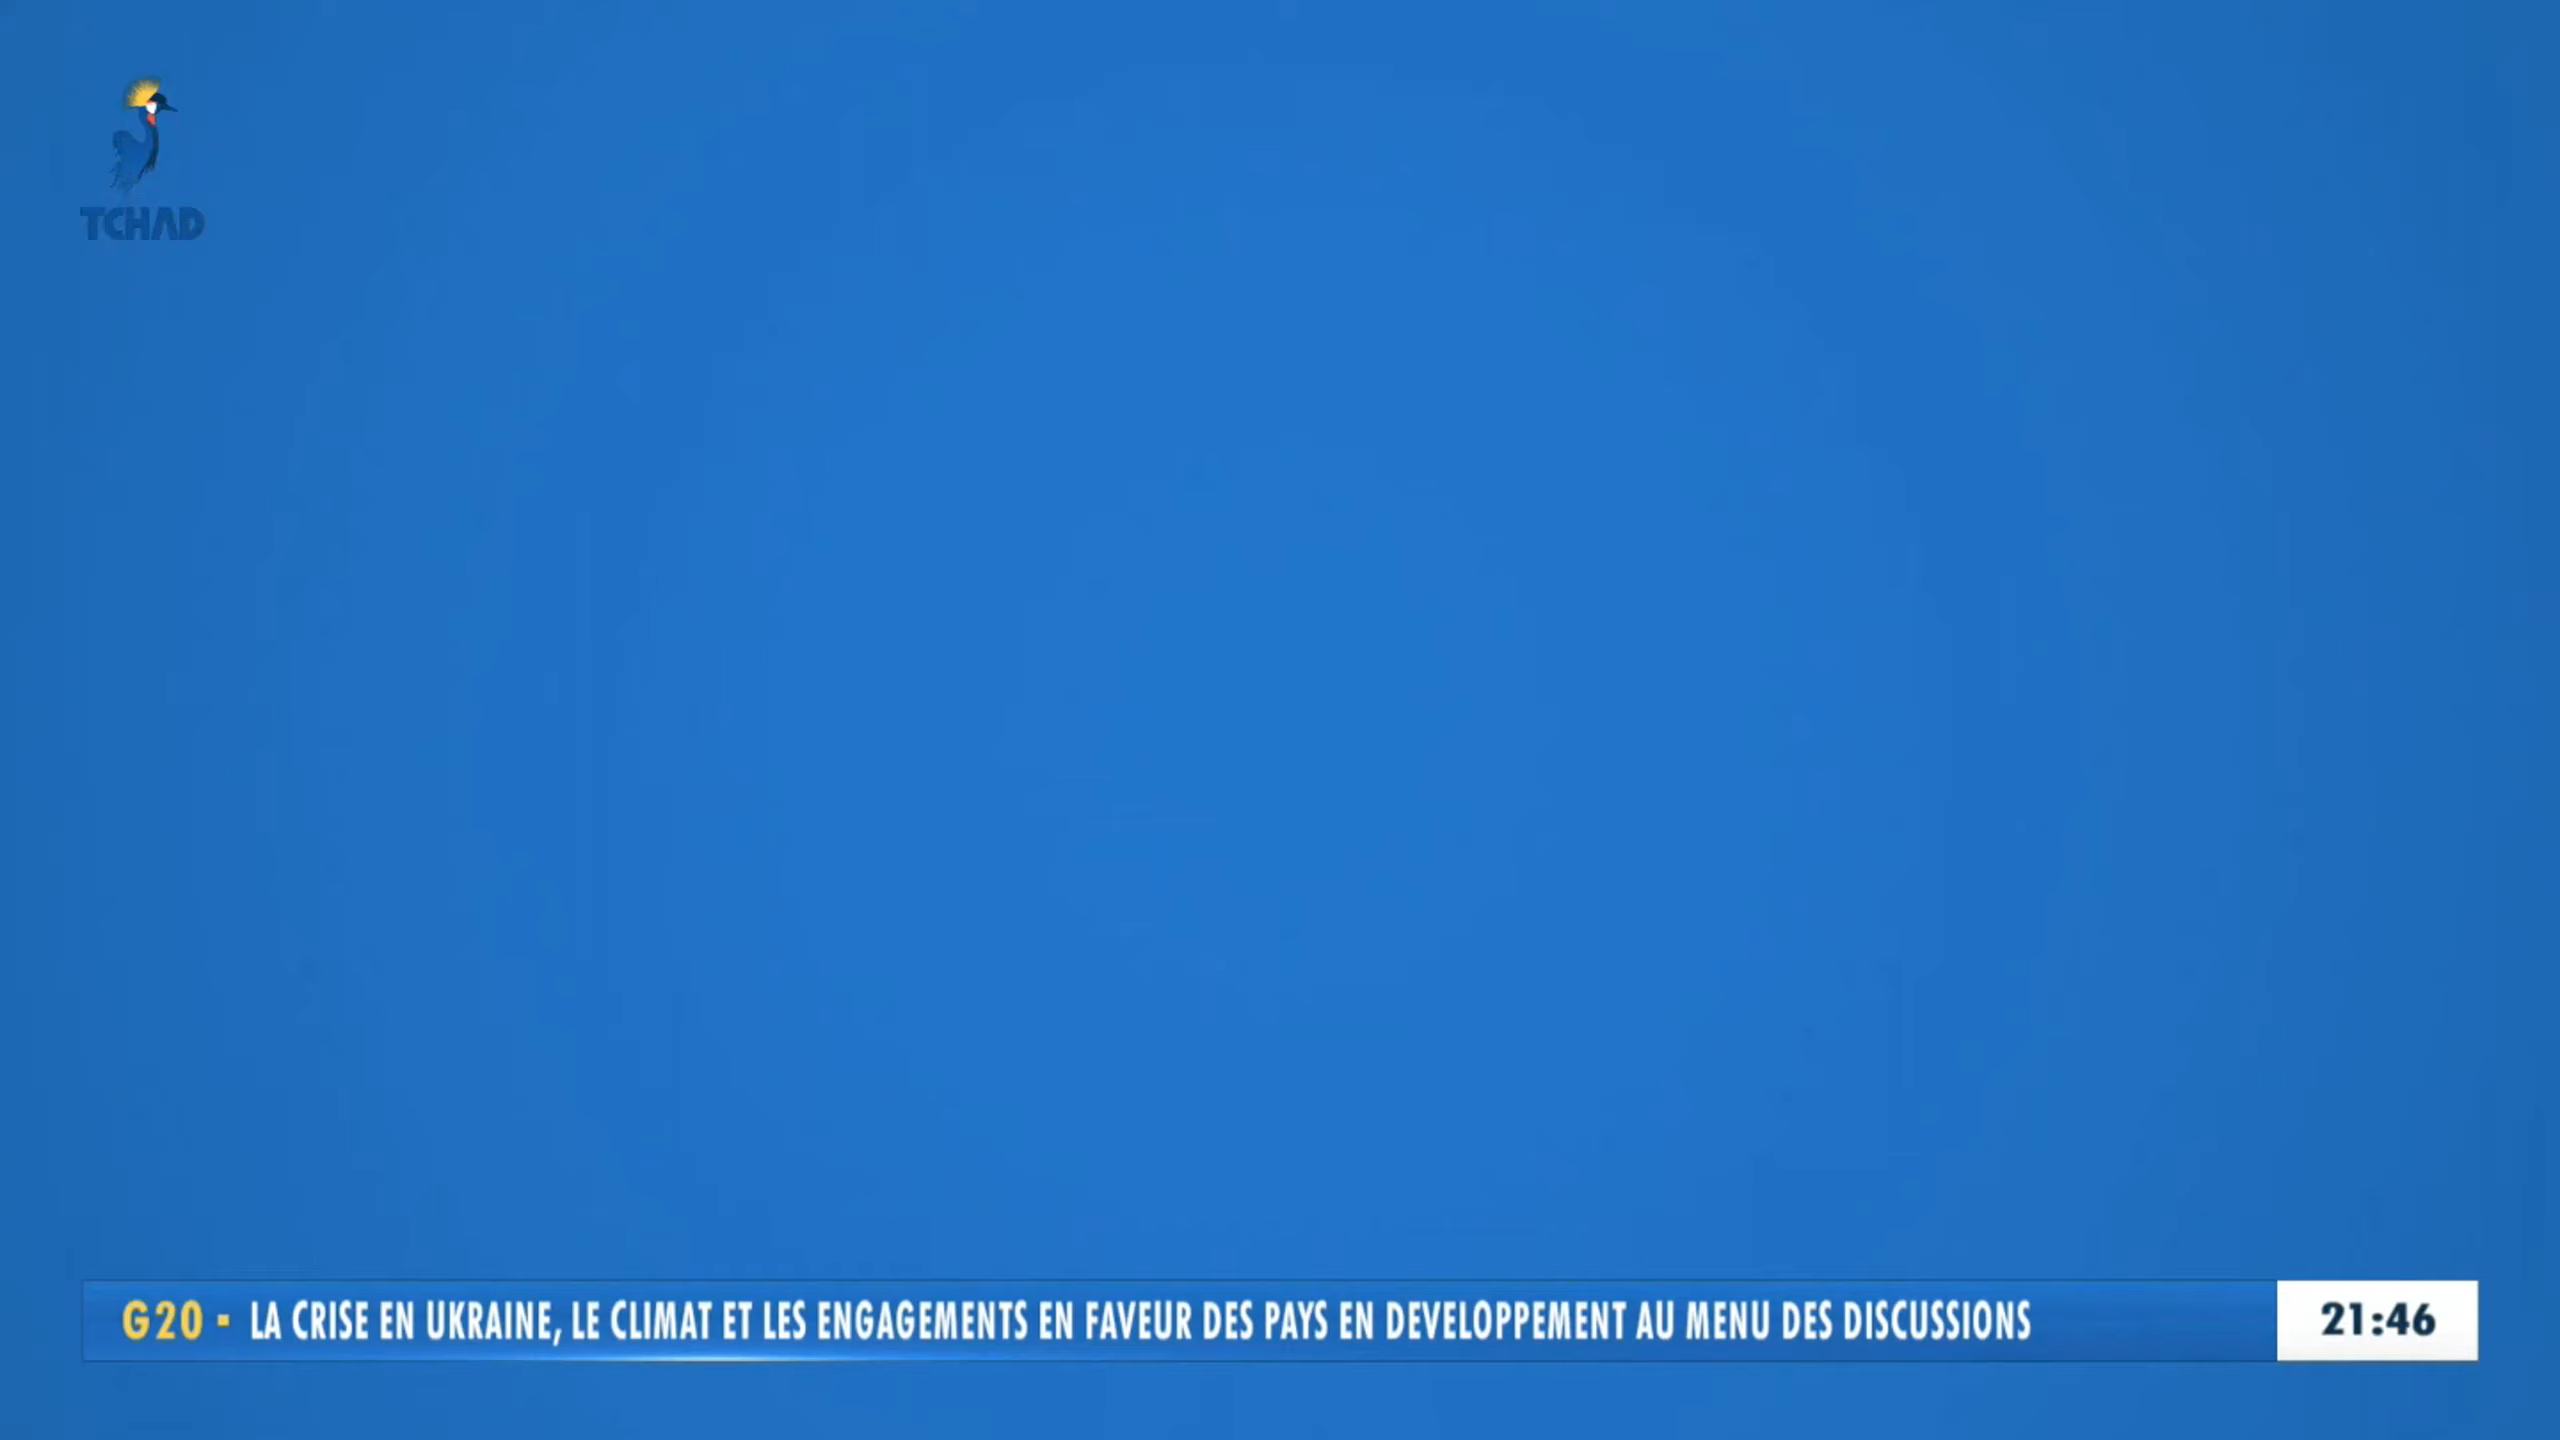 TCHAD
G20 - LA CRISE EN UKRAINE, LE CLIMAT ET LES ENGAGEMENTS EN FAVEUR DES PAYS EN DEVELOPPEMENT AU MENU DES DISCUSSIONS
21:46